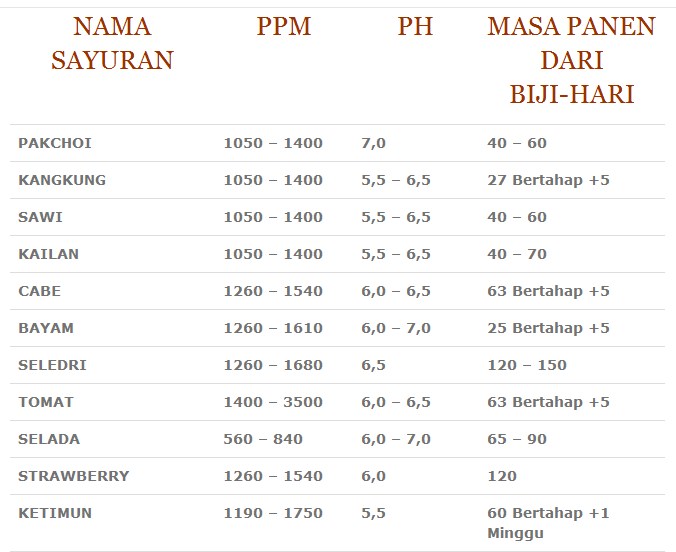 NAMA SAYURAN PPM PH MASA PANEN DARI BIJI-HARI
PAKCHOI 1050 – 1400 7,0 40 – 60
KANGKUNG 1050 – 1400 5,5 – 6,5 27 Bertahap +5
SAWI 1050 – 1400 5,5 – 6,5 40 – 60
KAILAN 1050 – 1400 5,5 – 6,5 40 – 70
CABE 1260 – 1540 6,0 – 6,5 63 Bertahap +5
BAYAM 1260 – 1610 6,0 – 7,0 25 Bertahap +5
SELEDRI 1260 – 1680 6,5 120 – 150
TOMAT 1400 – 3500 6,0 – 6,5 63 Bertahap +5
SELADA 560 – 840 6,0 – 7,0 65 – 90
STRAWBERRY 1260 – 1540 6,0 120
KETIMUN 1190 – 1750 5,5 60 Bertahap +1
Minggu